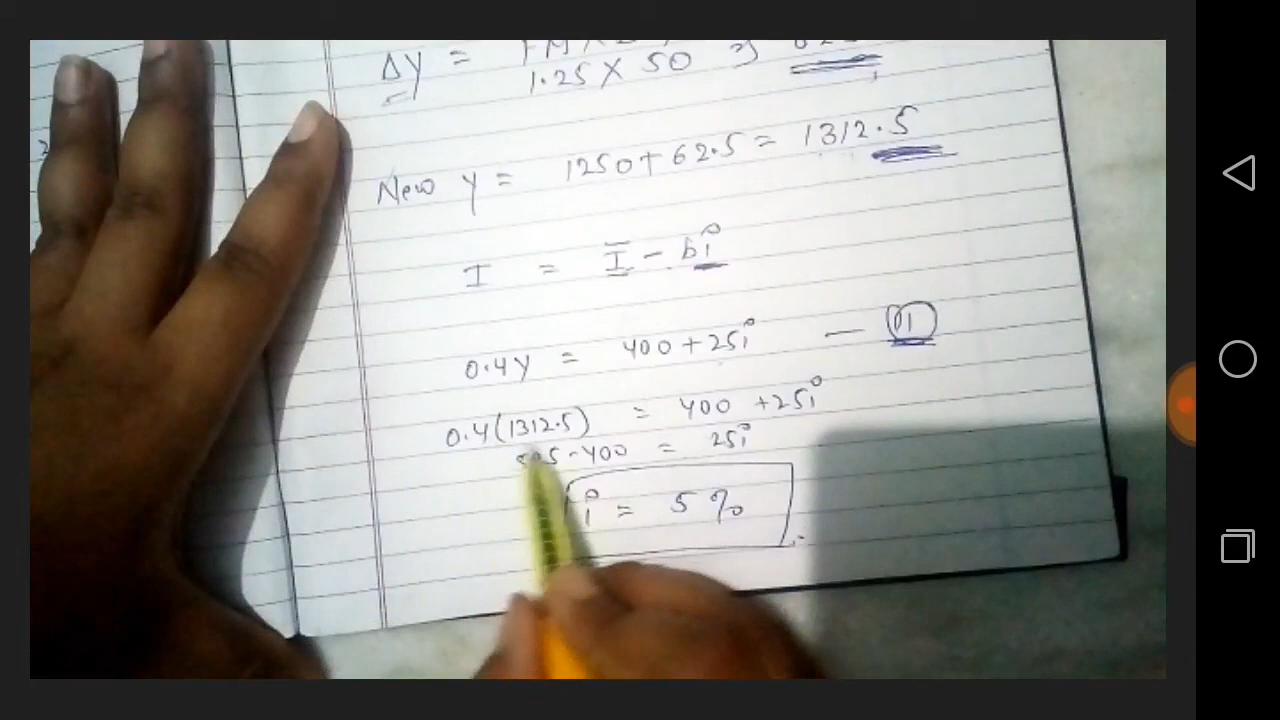 ΔY =
1.25 X 50 ⇒
New Y = 1250 + 62.5 = 1312.5
I = Ī - bi
0.4Y = 400 + 25i — 01
0.4(1312.5) = 400 + 25i
- 400 = 25i
i = 5%